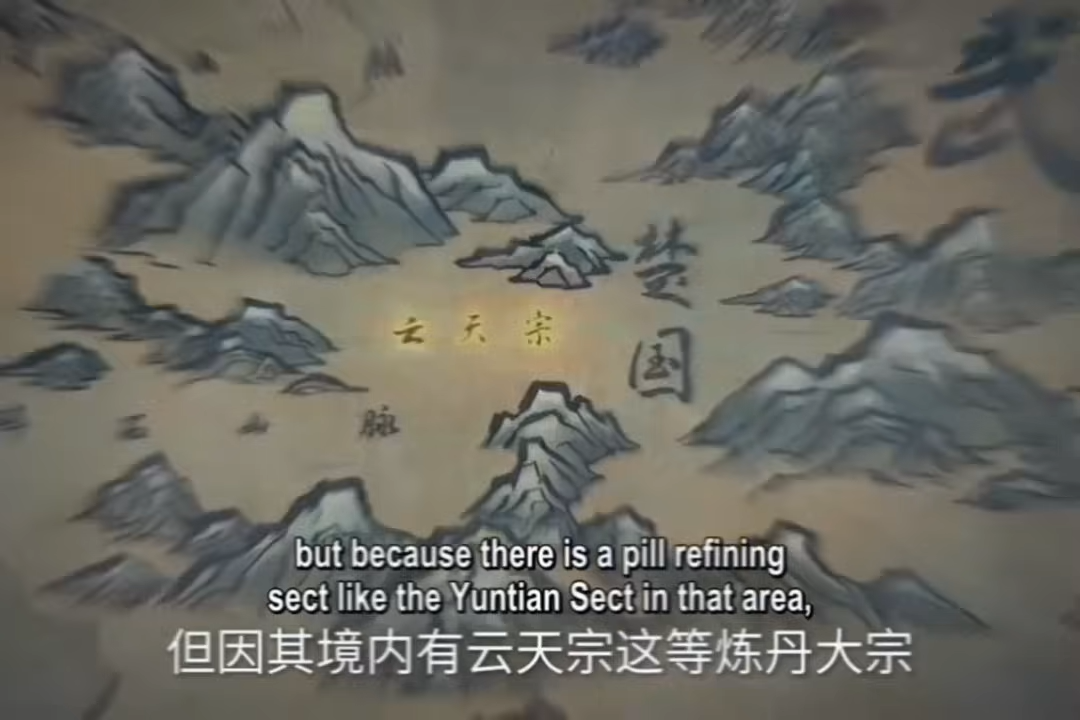 楚国
云天宗
山脉
but because there is a pill refining
sect like the Yuntian Sect in that area,
但因其境内有云天宗这等炼丹大宗